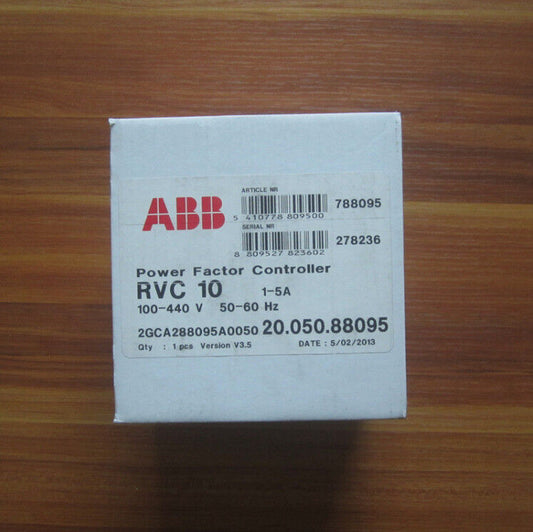 ABB
ARTICLE NR
788095
5 410778 809500
SERIAL NR
278236
8 809527 823602
Power Factor Controller
RVC 10 1-5A
100-440 V 50-60 Hz
2GCA288095A0050 20.050.88095
Qty : 1 pcs Version V3.5 DATE : 5/02/2013